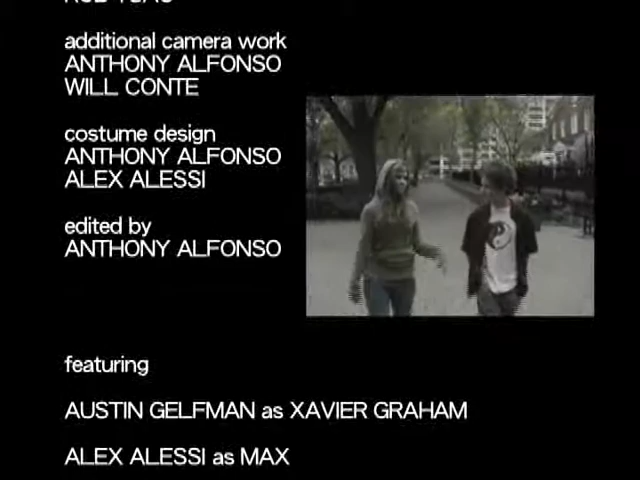 additional camera work
ANTHONY ALFONSO
WILL CONTE
costume design
ANTHONY ALFONSO
ALEX ALESSI
edited by
ANTHONY ALFONSO
featuring
AUSTIN GELFMAN as XAVIER GRAHAM
ALEX ALESSI as MAX